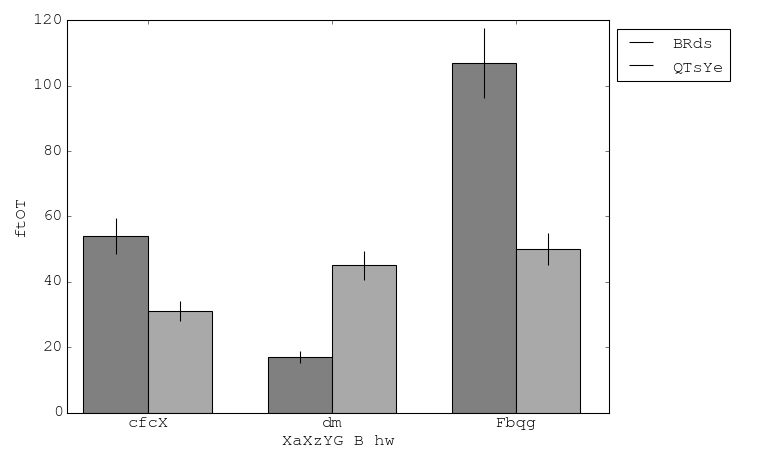 120
100
80
60
40
20
0
ftOT
cfcX dm Fbqg
XaXzYG B hw
BRds
QTsYe